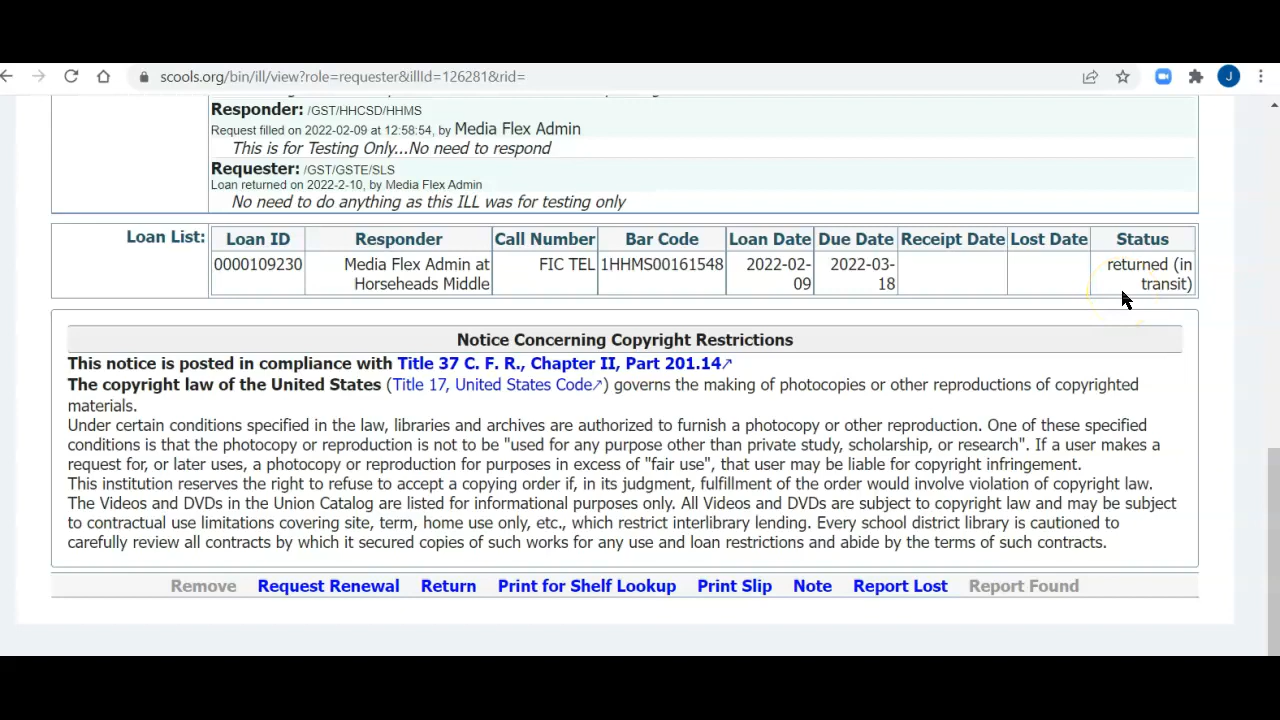 scools.org/bin/ill/view?role=requester&illId=126281&rid=
J
Responder: /GST/HHCSD/HHMS
Request filled on 2022-02-09 at 12:58:54, by Media Flex Admin
This is for Testing Only...No need to respond
Requester: /GST/GSTE/SLS
Loan returned on 2022-2-10, by Media Flex Admin
No need to do anything as this ILL was for testing only
Loan List: Loan ID Responder Call Number Bar Code Loan Date Due Date Receipt Date Lost Date Status
0000109230 Media Flex Admin at FIC TEL 1HHMS00161548 2022-02- 2022-03- returned (in
Horseheads Middle 09 18 transit)
Notice Concerning Copyright Restrictions
This notice is posted in compliance with Title 37 C. F. R., Chapter II, Part 201.14
The copyright law of the United States (Title 17, United States Code) governs the making of photocopies or other reproductions of copyrighted
materials.
Under certain conditions specified in the law, libraries and archives are authorized to furnish a photocopy or other reproduction. One of these specified
conditions is that the photocopy or reproduction is not to be "used for any purpose other than private study, scholarship, or research". If a user makes a
request for, or later uses, a photocopy or reproduction for purposes in excess of "fair use", that user may be liable for copyright infringement.
This institution reserves the right to refuse to accept a copying order if, in its judgment, fulfillment of the order would involve violation of copyright law.
The Videos and DVDs in the Union Catalog are listed for informational purposes only. All Videos and DVDs are subject to copyright law and may be subject
to contractual use limitations covering site, term, home use only, etc., which restrict interlibrary lending. Every school district library is cautioned to
carefully review all contracts by which it secured copies of such works for any use and loan restrictions and abide by the terms of such contracts.
Remove Request Renewal Return Print for Shelf Lookup Print Slip Note Report Lost Report Found